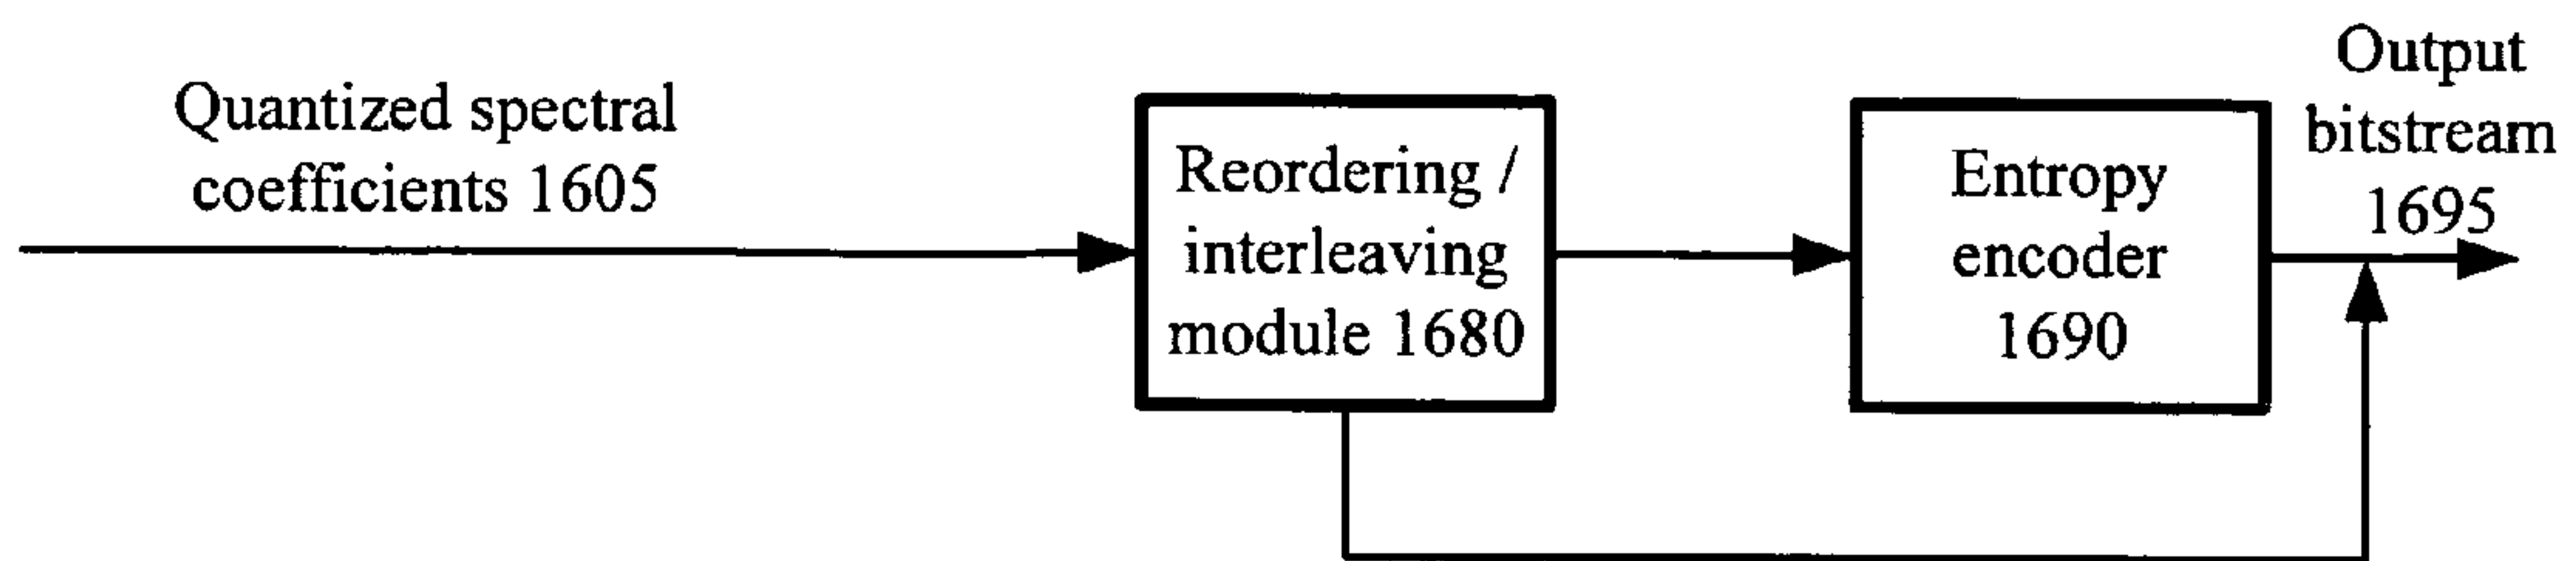 Quantized spectral
coefficients 1605
Reordering /
interleaving
module 1680
Entropy
encoder
1690
Output
bitstream
1695